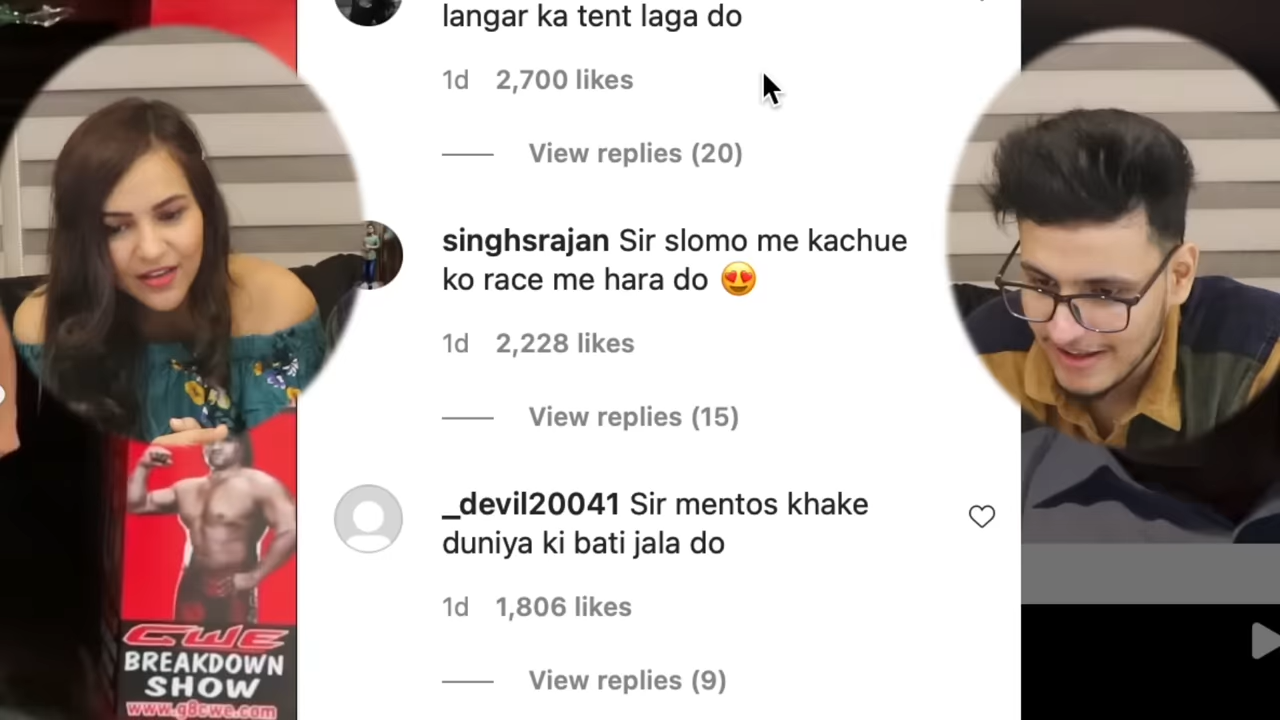 langar ka tent laga do
1d 2,700 likes
View replies (20)
singhsrajan Sir slomo me kachue
ko race me hara do 😍
1d 2,228 likes
View replies (15)
_devil20041 Sir mentos khake
duniya ki bati jala do
1d 1,806 likes
View replies (9)
CWE
BREAKDOWN
SHOW
www.g8cwe.com